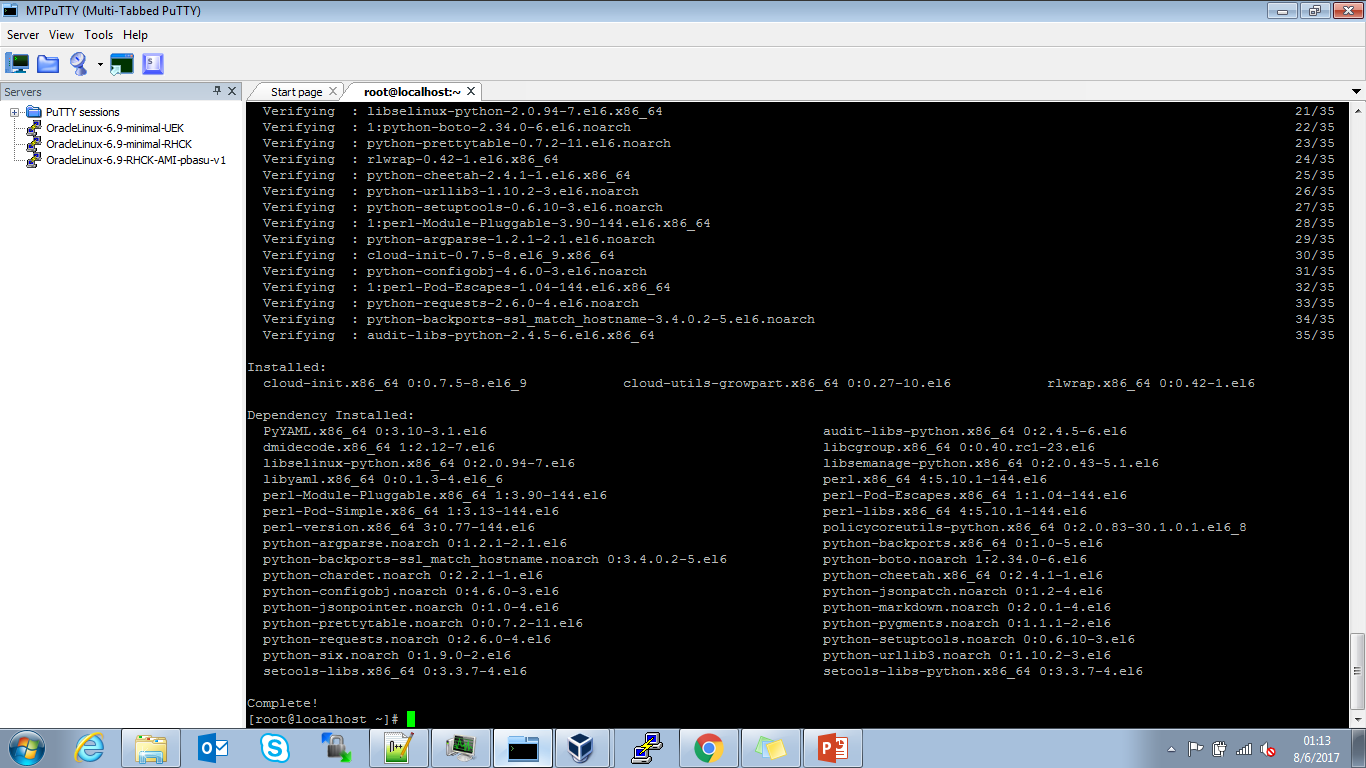 MTPuTTY (Multi-Tabbed PuTTY)
Server View Tools Help
Servers
PuTTY sessions
OracleLinux-6.9-minimal-UEK
OracleLinux-6.9-minimal-RHCK
OracleLinux-6.9-RHCK-AMI-pbasu-v1
Start page root@localhost:~
Verifying : libselinux-python-2.0.94-7.el6.x86_64 21/35
Verifying : 1:python-boto-2.34.0-6.el6.noarch 22/35
Verifying : python-prettytable-0.7.2-11.el6.noarch 23/35
Verifying : rlwrap-0.42-1.el6.x86_64 24/35
Verifying : python-cheetah-2.4.1-1.el6.x86_64 25/35
Verifying : python-urllib3-1.10.2-3.el6.noarch 26/35
Verifying : python-setuptools-0.6.10-3.el6.noarch 27/35
Verifying : 1:perl-Module-Pluggable-3.90-144.el6.x86_64 28/35
Verifying : python-argparse-1.2.1-2.1.el6.noarch 29/35
Verifying : cloud-init-0.7.5-8.el6_9.x86_64 30/35
Verifying : python-configobj-4.6.0-3.el6.noarch 31/35
Verifying : 1:perl-Pod-Escapes-1.04-144.el6.x86_64 32/35
Verifying : python-requests-2.6.0-4.el6.noarch 33/35
Verifying : python-backports-ssl_match_hostname-3.4.0.2-5.el6.noarch 34/35
Verifying : audit-libs-python-2.4.5-6.el6.x86_64 35/35
Installed:
cloud-init.x86_64 0:0.7.5-8.el6_9 cloud-utils-growpart.x86_64 0:0.27-10.el6 rlwrap.x86_64 0:0.42-1.el6
Dependency Installed:
PyYAML.x86_64 0:3.10-3.1.el6 audit-libs-python.x86_64 0:2.4.5-6.el6
dmidecode.x86_64 1:2.12-7.el6 libcgroup.x86_64 0:0.40.rc1-23.el6
libselinux-python.x86_64 0:2.0.94-7.el6 libsemanage-python.x86_64 0:2.0.43-5.1.el6
libyaml.x86_64 0:0.1.3-4.el6_6 perl.x86_64 4:5.10.1-144.el6
perl-Module-Pluggable.x86_64 1:3.90-144.el6 perl-Pod-Escapes.x86_64 1:1.04-144.el6
perl-Pod-Simple.x86_64 1:3.13-144.el6 perl-libs.x86_64 4:5.10.1-144.el6
perl-version.x86_64 3:0.77-144.el6 policycoreutils-python.x86_64 0:2.0.83-30.1.0.1.el6_8
python-argparse.noarch 0:1.2.1-2.1.el6 python-backports.x86_64 0:1.0-5.el6
python-backports-ssl_match_hostname.noarch 0:3.4.0.2-5.el6 python-boto.noarch 1:2.34.0-6.el6
python-chardet.noarch 0:2.2.1-1.el6 python-cheetah.x86_64 0:2.4.1-1.el6
python-configobj.noarch 0:4.6.0-3.el6 python-jsonpatch.noarch 0:1.2-4.el6
python-jsonpointer.noarch 0:1.0-4.el6 python-markdown.noarch 0:2.0.1-4.el6
python-prettytable.noarch 0:0.7.2-11.el6 python-pygments.noarch 0:1.1.1-2.el6
python-requests.noarch 0:2.6.0-4.el6 python-setuptools.noarch 0:0.6.10-3.el6
python-six.noarch 0:1.9.0-2.el6 python-urllib3.noarch 0:1.10.2-3.el6
setools-libs.x86_64 0:3.3.7-4.el6 setools-libs-python.x86_64 0:3.3.7-4.el6
Complete!
[root@localhost ~]#
01:13
8/6/2017